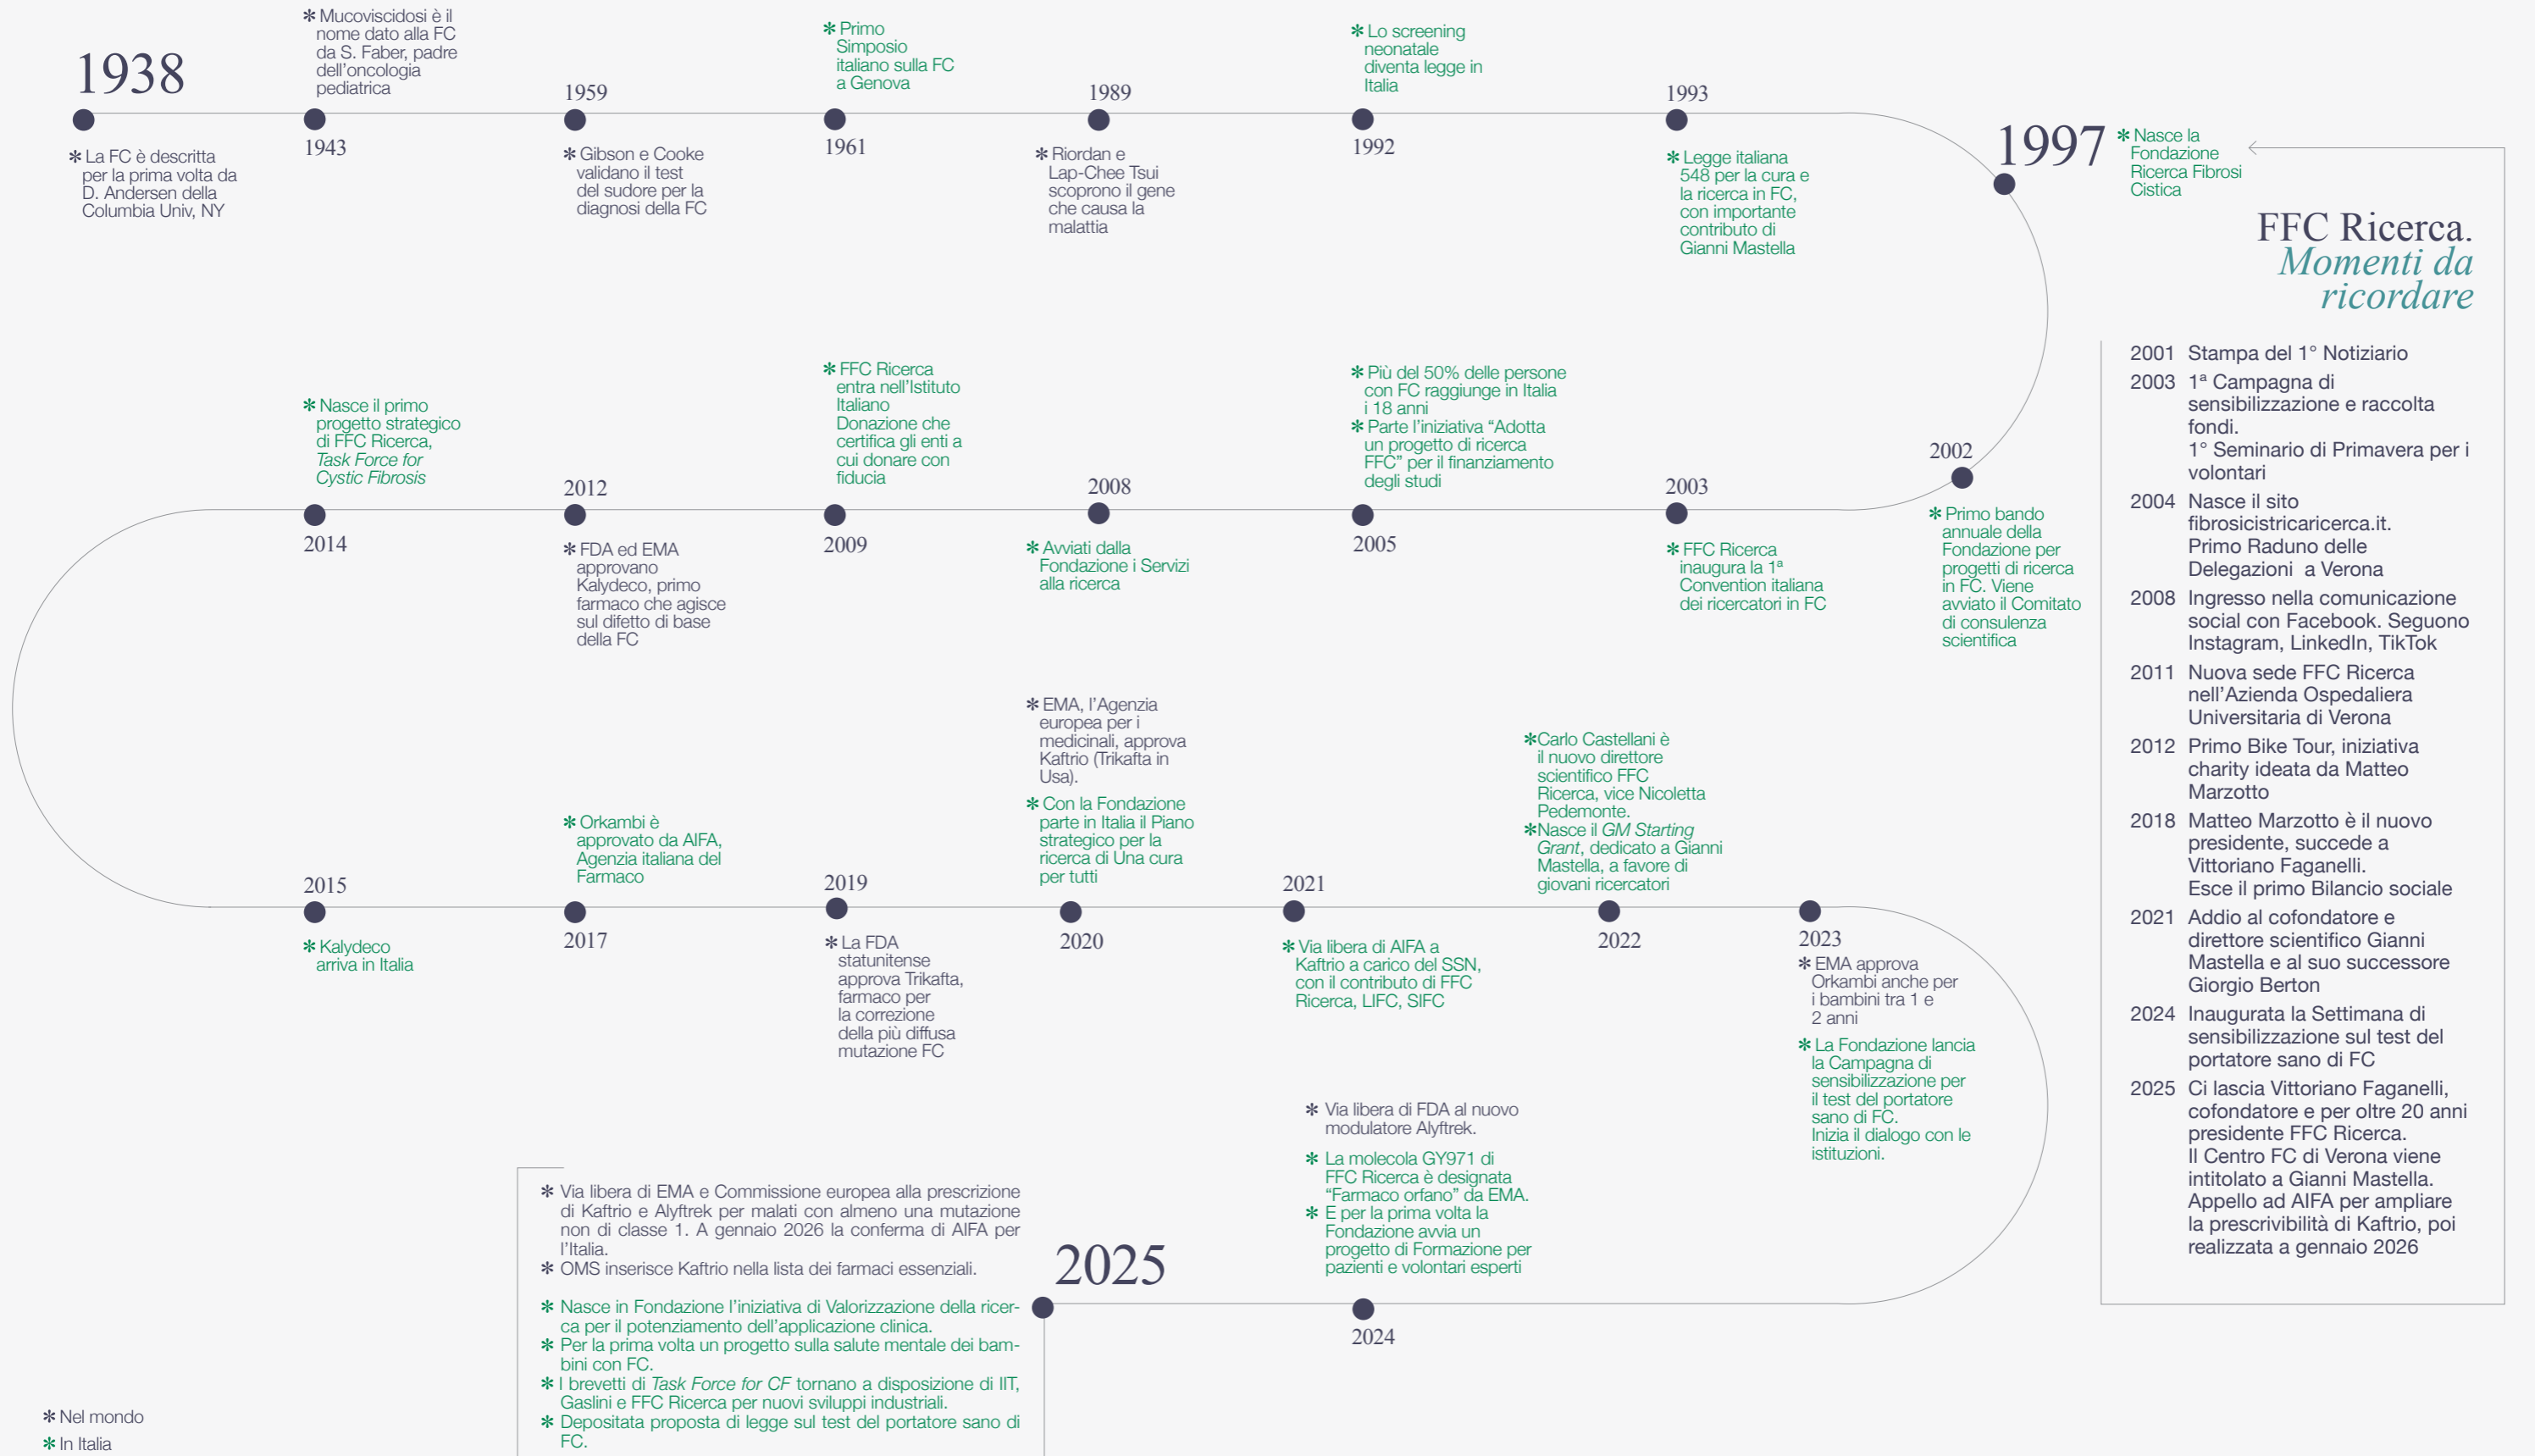 1938
* La FC è descritta
per la prima volta da
D. Andersen della
Columbia Univ, NY
* Mucoviscidosi è il
nome dato alla FC
da S. Faber, padre
dell'oncologia
pediatrica
1943
1959
* Gibson e Cooke
validano il test
del sudore per la
diagnosi della FC
* Primo
Simposio
italiano sulla FC
a Genova
1961
1989
* Riordan e
Lap-Chee Tsui
scoprono il gene
che causa la
malattia
* Lo screening
neonatale
diventa legge in
Italia
1992
1993
* Legge italiana
548 per la cura e
la ricerca in FC,
con importante
contributo di
Gianni Mastella
1997
* Nasce la
Fondazione
Ricerca Fibrosi
Cistica
2002
* Primo bando
annuale della
Fondazione per
progetti di ricerca
in FC. Viene
avviato il Comitato
di consulenza
scientifica
2003
* FFC Ricerca
inaugura la 1ª
Convention italiana
dei ricercatori in FC
* Più del 50% delle persone
con FC raggiunge in Italia
i 18 anni
* Parte l'iniziativa “Adotta
un progetto di ricerca
FFC” per il finanziamento
degli studi
2005
2008
* Avviati dalla
Fondazione i Servizi
alla ricerca
* FFC Ricerca
entra nell'Istituto
Italiano
Donazione che
certifica gli enti a
cui donare con
fiducia
2009
2012
* FDA ed EMA
approvano
Kalydeco, primo
farmaco che agisce
sul difetto di base
della FC
* Nasce il primo
progetto strategico
di FFC Ricerca,
Task Force for
Cystic Fibrosis
2014
2015
* Kalydeco
arriva in Italia
* Orkambi è
approvato da AIFA,
Agenzia italiana del
Farmaco
2017
2019
* La FDA
statunitense
approva Trikafta,
farmaco per
la correzione
della più diffusa
mutazione FC
* EMA, l'Agenzia
europea per i
medicinali, approva
Kaftrio (Trikafta in
Usa).
* Con la Fondazione
parte in Italia il Piano
strategico per la
ricerca di Una cura
per tutti
2020
2021
* Via libera di AIFA a
Kaftrio a carico del SSN,
con il contributo di FFC
Ricerca, LIFC, SIFC
*Carlo Castellani è
il nuovo direttore
scientifico FFC
Ricerca, vice Nicoletta
Pedemonte.
*Nasce il GM Starting
Grant, dedicato a Gianni
Mastella, a favore di
giovani ricercatori
2022
2023
* EMA approva
Orkambi anche per
i bambini tra 1 e
2 anni
* La Fondazione lancia
la Campagna di
sensibilizzazione per
il test del portatore
sano di FC.
Inizia il dialogo con le
istituzioni.
* Via libera di FDA al nuovo
modulatore Alyftrek.
* La molecola GY971 di
FFC Ricerca è designata
“Farmaco orfano” da EMA.
* E per la prima volta la
Fondazione avvia un
progetto di Formazione per
pazienti e volontari esperti
2024
2025
* Via libera di EMA e Commissione europea alla prescrizione
di Kaftrio e Alyftrek per malati con almeno una mutazione
non di classe 1. A gennaio 2026 la conferma di AIFA per
l'Italia.
* OMS inserisce Kaftrio nella lista dei farmaci essenziali.
* Nasce in Fondazione l'iniziativa di Valorizzazione della ricer-
ca per il potenziamento dell'applicazione clinica.
* Per la prima volta un progetto sulla salute mentale dei bam-
bini con FC.
* I brevetti di Task Force for CF tornano a disposizione di IIT,
Gaslini e FFC Ricerca per nuovi sviluppi industriali.
* Depositata proposta di legge sul test del portatore sano di
FC.
* Nel mondo
* In Italia
FFC Ricerca.
Momenti da
ricordare
2001 Stampa del 1° Notiziario
2003 1ª Campagna di
sensibilizzazione e raccolta
fondi.
1° Seminario di Primavera per i
volontari
2004 Nasce il sito
fibrosicistricaricerca.it.
Primo Raduno delle
Delegazioni a Verona
2008 Ingresso nella comunicazione
social con Facebook. Seguono
Instagram, LinkedIn, TikTok
2011 Nuova sede FFC Ricerca
nell'Azienda Ospedaliera
Universitaria di Verona
2012 Primo Bike Tour, iniziativa
charity ideata da Matteo
Marzotto
2018 Matteo Marzotto è il nuovo
presidente, succede a
Vittoriano Faganelli.
Esce il primo Bilancio sociale
2021 Addio al cofondatore e
direttore scientifico Gianni
Mastella e al suo successore
Giorgio Berton
2024 Inaugurata la Settimana di
sensibilizzazione sul test del
portatore sano di FC
2025 Ci lascia Vittoriano Faganelli,
cofondatore e per oltre 20 anni
presidente FFC Ricerca.
Il Centro FC di Verona viene
intitolato a Gianni Mastella.
Appello ad AIFA per ampliare
la prescrivibilità di Kaftrio, poi
realizzata a gennaio 2026